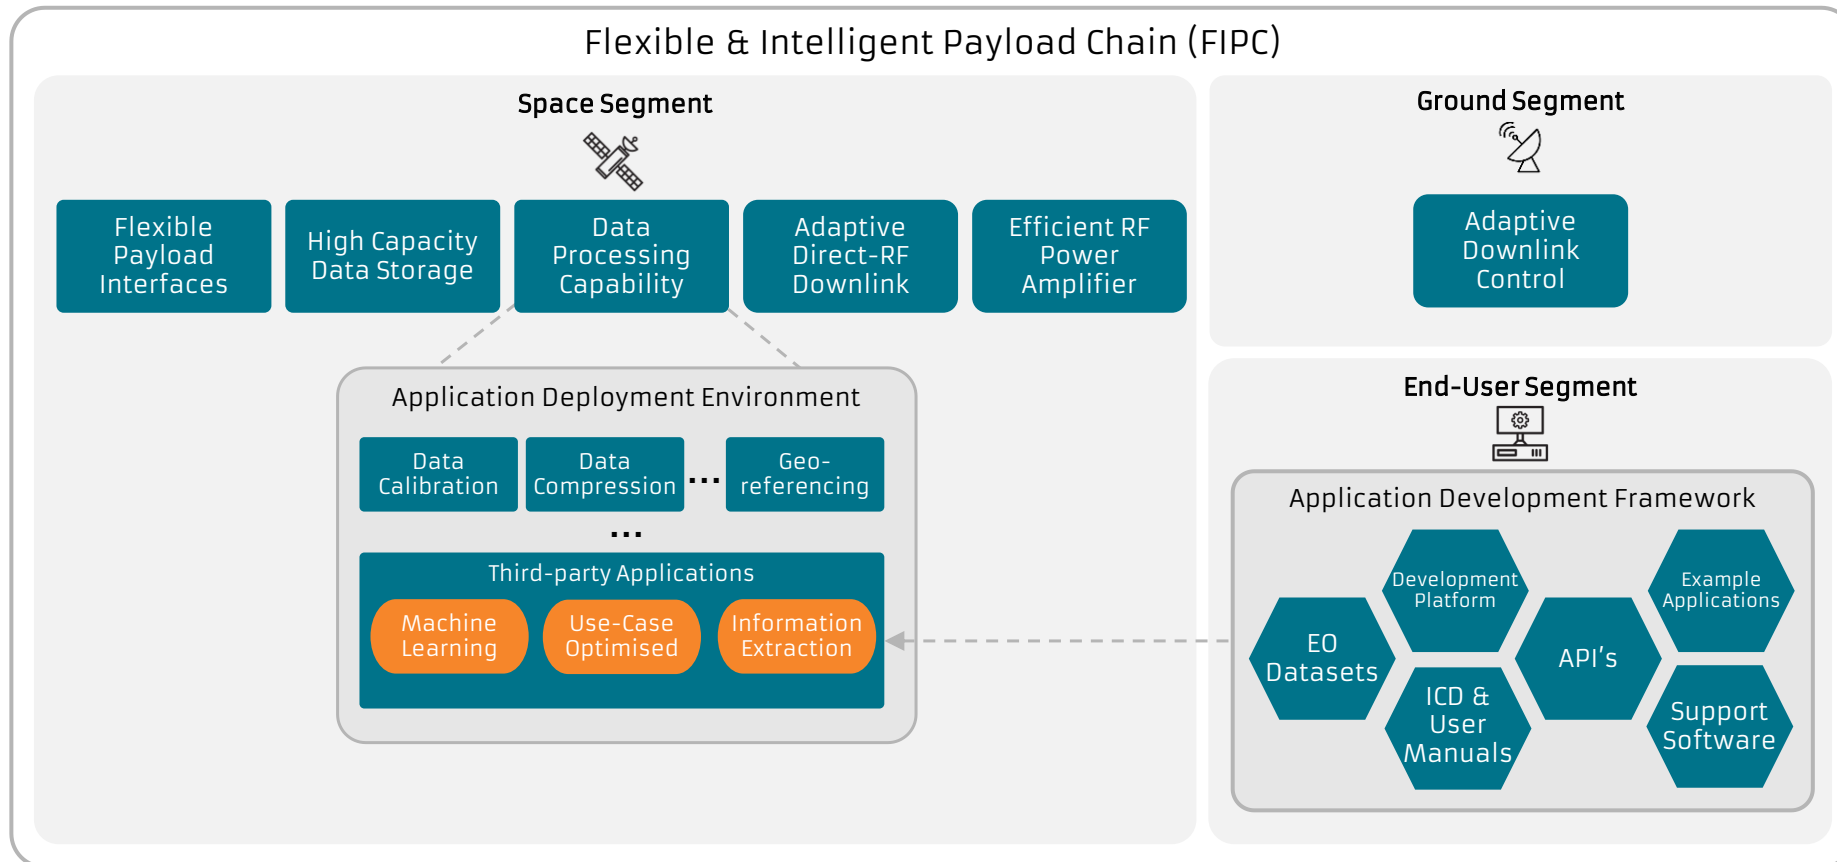 Flexible & Intelligent Payload Chain (FIPC)
Space Segment
Flexible
Payload
Interfaces
High Capacity
Data Storage
Data
Processing
Capability
Adaptive
Direct-RF
Downlink
Efficient RF
Power
Amplifier
Application Deployment Environment
Data
Calibration
Data
Compression
...
Geo-
referencing
...
Third-party Applications
Machine
Learning
Use-Case
Optimised
Information
Extraction
Ground Segment
Adaptive
Downlink
Control
End-User Segment
Application Development Framework
EO
Datasets
Development
Platform
ICD &
User
Manuals
API's
Example
Applications
Support
Software